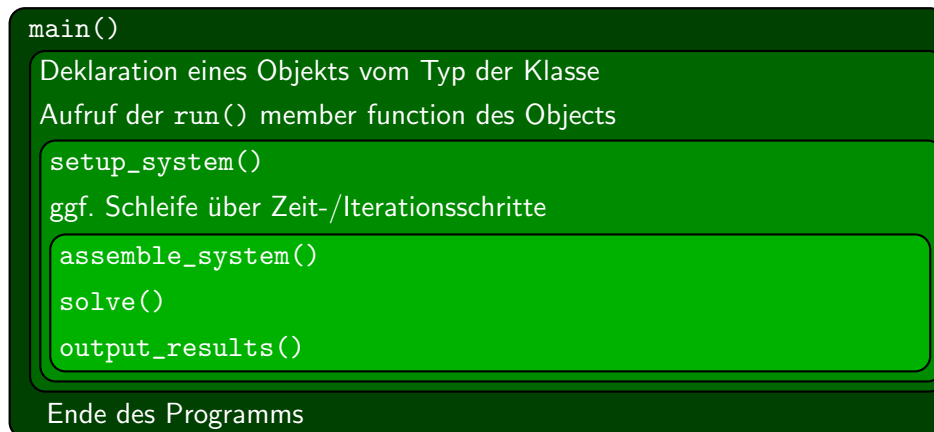 main()
Deklaration eines Objekts vom Typ der Klasse
Aufruf der run() member function des Objects
setup_system()
ggf. Schleife über Zeit-/Iterationsschritte
assemble_system()
solve()
output_results()
Ende des Programms